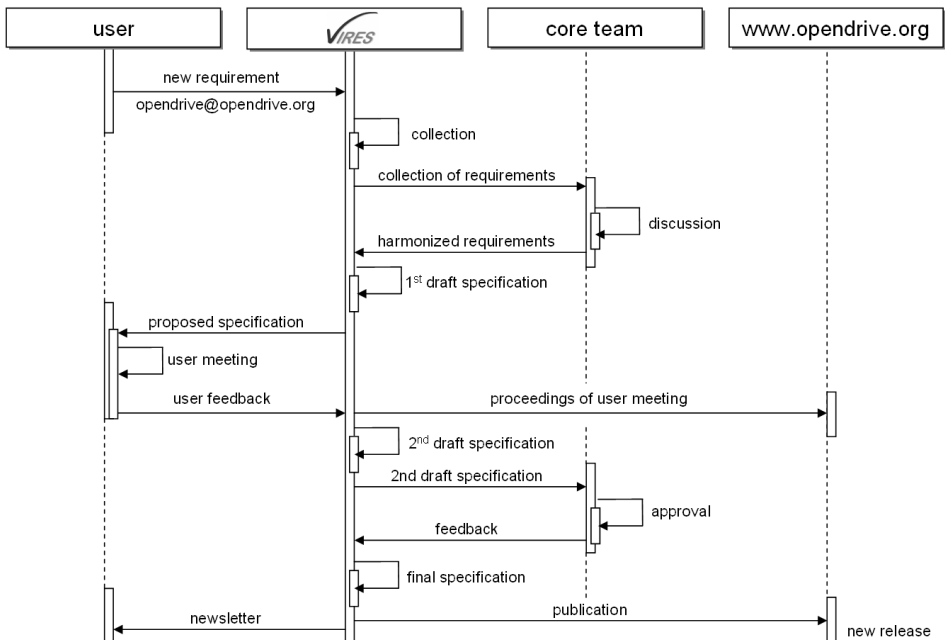 user
VIRES
core team
www.opendrive.org
new requirement
opendrive@opendrive.org
collection
collection of requirements
discussion
harmonized requirements
1st draft specification
proposed specification
user meeting
user feedback
proceedings of user meeting
2nd draft specification
2nd draft specification
approval
feedback
final specification
publication
newsletter
new release